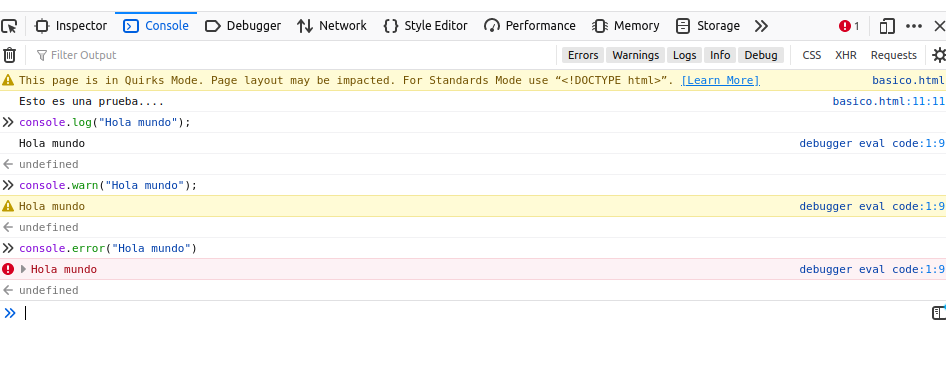 Inspector Console Debugger Network Style Editor Performance Memory Storage 1
Filter Output Errors Warnings Logs Info Debug CSS XHR Requests
This page is in Quirks Mode. Page layout may be impacted. For Standards Mode use “<!DOCTYPE html>”. [Learn More] basico.html
Esto es una prueba.... basico.html:11:11
console.log("Hola mundo");
Hola mundo debugger eval code:1:9
undefined
console.warn("Hola mundo");
Hola mundo debugger eval code:1:9
undefined
console.error("Hola mundo")
Hola mundo debugger eval code:1:9
undefined